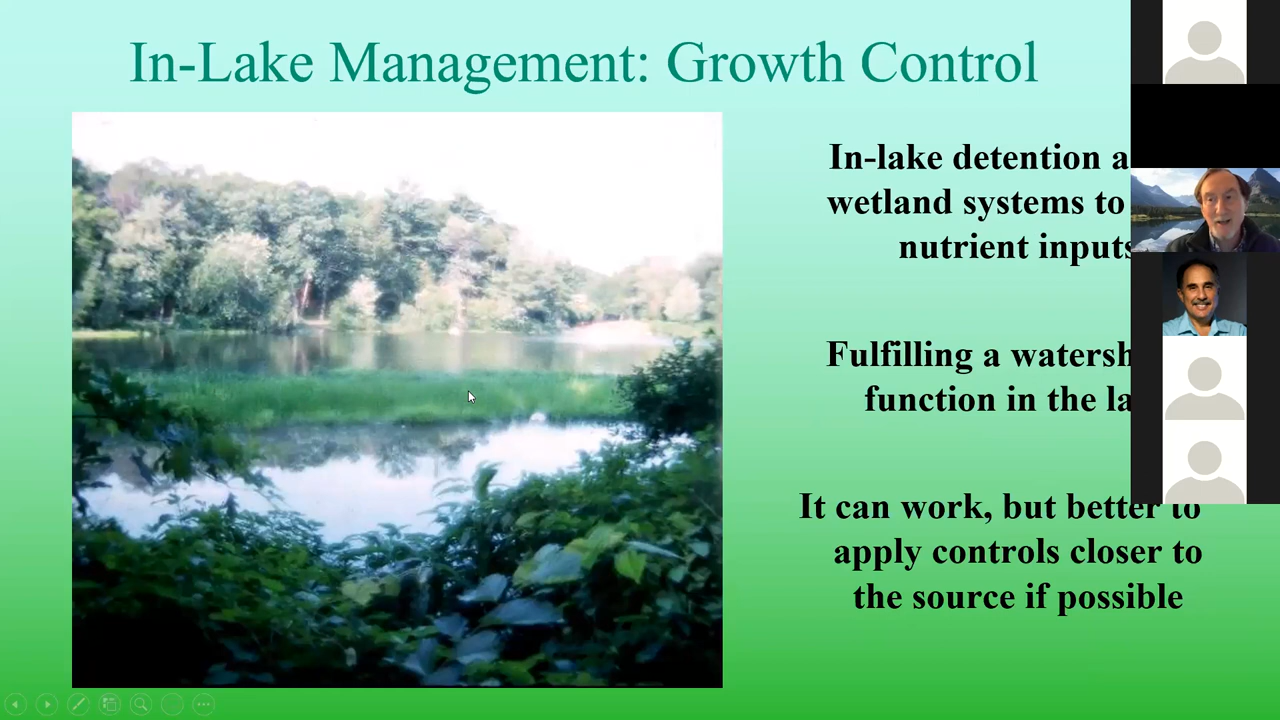 In-Lake Management: Growth Control
In-lake detention a
wetland systems to
nutrient inputs
Fulfilling a watersh
function in the la
It can work, but better to
apply controls closer to
the source if possible